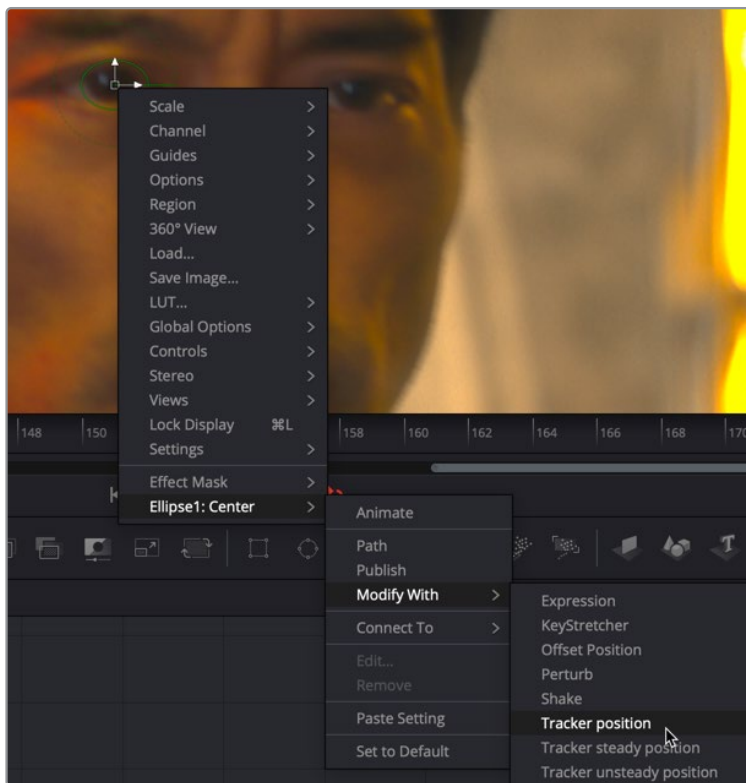 Scale
Channel
Guides
Options
Region
360° View
Load...
Save Image...
LUT...
Global Options
Controls
Stereo
Views
Lock Display ⌘L
Settings
Effect Mask
Ellipse1: Center
148 150 158 160 162 164 166 168 170
Animate
Path
Publish
Modify With
Connect To
Edit...
Remove
Paste Setting
Set to Default
Expression
KeyStretcher
Offset Position
Perturb
Shake
Tracker position
Tracker steady position
Tracker unsteady position